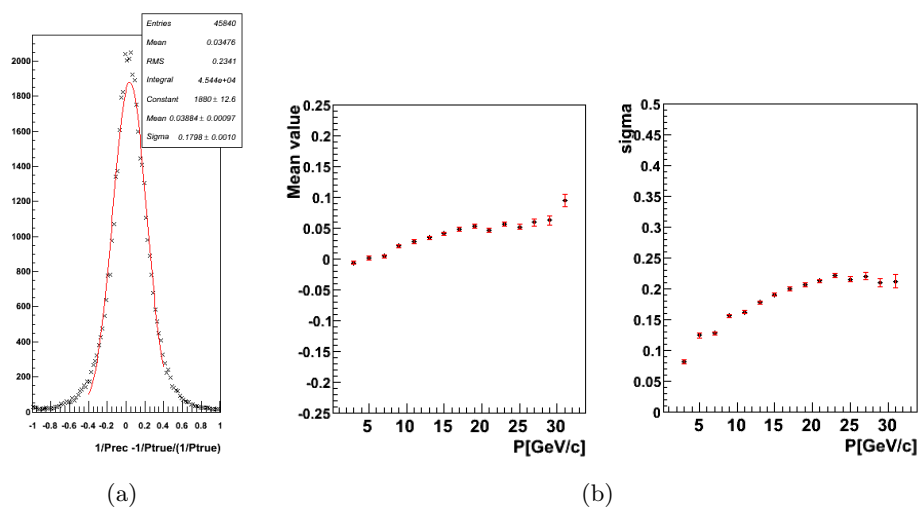 Entries 45840
Mean 0.03476
RMS 0.2341
Integral 4.544e+04
Constant 1880 ± 12.6
Mean 0.03884 ± 0.00097
Sigma 0.1798 ± 0.0010
2000
1800
1600
1400
1200
1000
800
600
400
200
0
-1 -0.8 -0.6 -0.4 -0.2 0 0.2 0.4 0.6 0.8 1
1/Prec -1/Ptrue/(1/Ptrue)
(a)
Mean value
0.25
0.2
0.15
0.1
0.05
0
-0.05
-0.1
-0.15
-0.2
-0.25
5 10 15 20 25 30
P[GeV/c]
sigma
0.5
0.45
0.4
0.35
0.3
0.25
0.2
0.15
0.1
0.05
0
5 10 15 20 25 30
P[GeV/c]
(b)